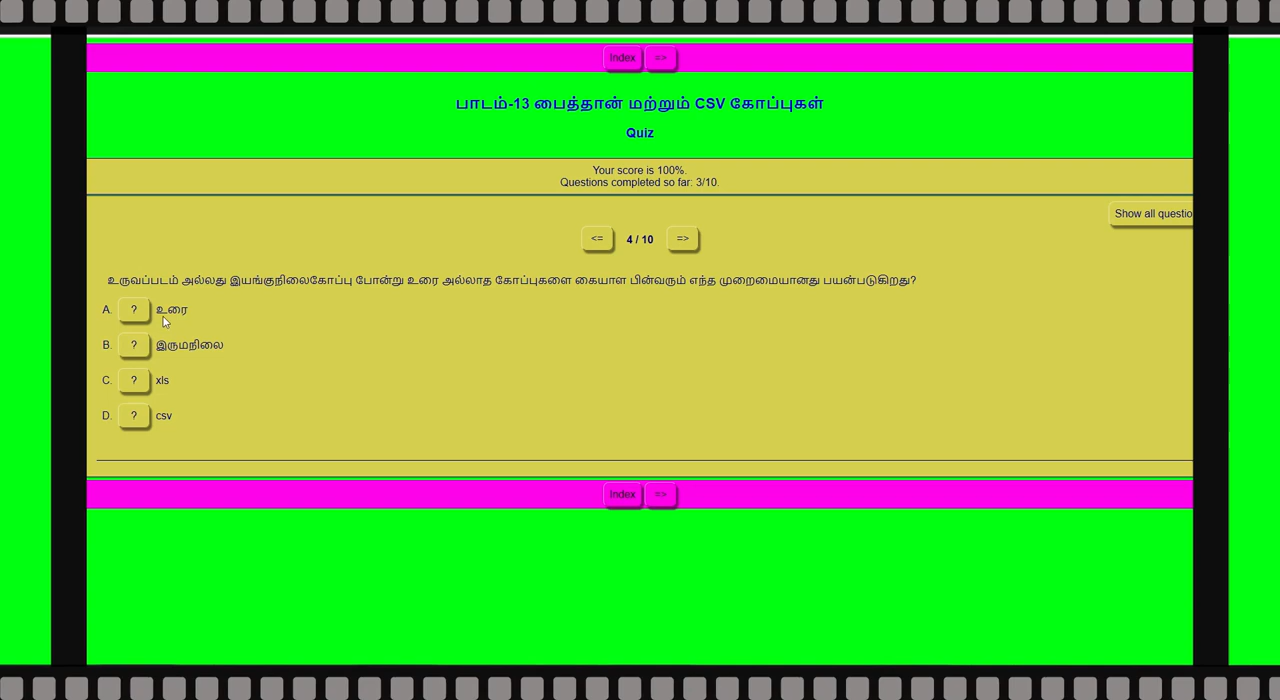 Index =>
பாடம்-13 பைத்தான் மற்றும் CSV கோப்புகள்
Quiz
Your score is 100%.
Questions completed so far: 3/10.
Show all questio
<= 4 / 10 =>
உருவப்படம் அல்லது இயங்குநிலைகோப்பு போன்று உரை அல்லாத கோப்புகளை கையாள பின்வரும் எந்த முறைமையானது பயன்படுகிறது?
A. ? உரை
B. ? இருமநிலை
C. ? xls
D. ? csv
Index =>